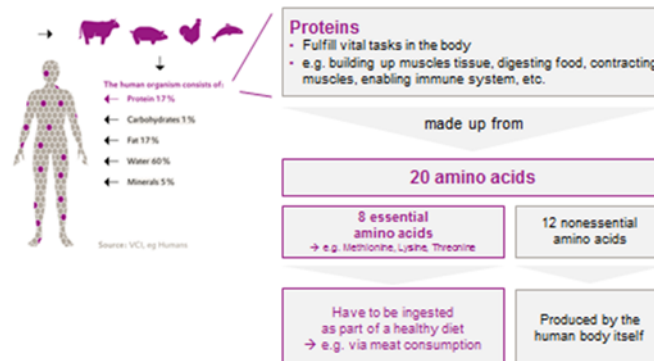 The human organism consists of:
Protein 17%
Carbohydrates 1%
Fat 17%
Water 60%
Minerals 5%
Source: VCI, eg Humans
Proteins
• Fulfill vital tasks in the body
• e.g. building up muscles tissue, digesting food, contracting
muscles, enabling immune system, etc.
made up from
20 amino acids
8 essential
amino acids
→ e.g. Methionine, Lysine, Threonine
12 nonessential
amino acids
Have to be ingested
as part of a healthy diet
→ e.g. via meat consumption
Produced by the
human body itself